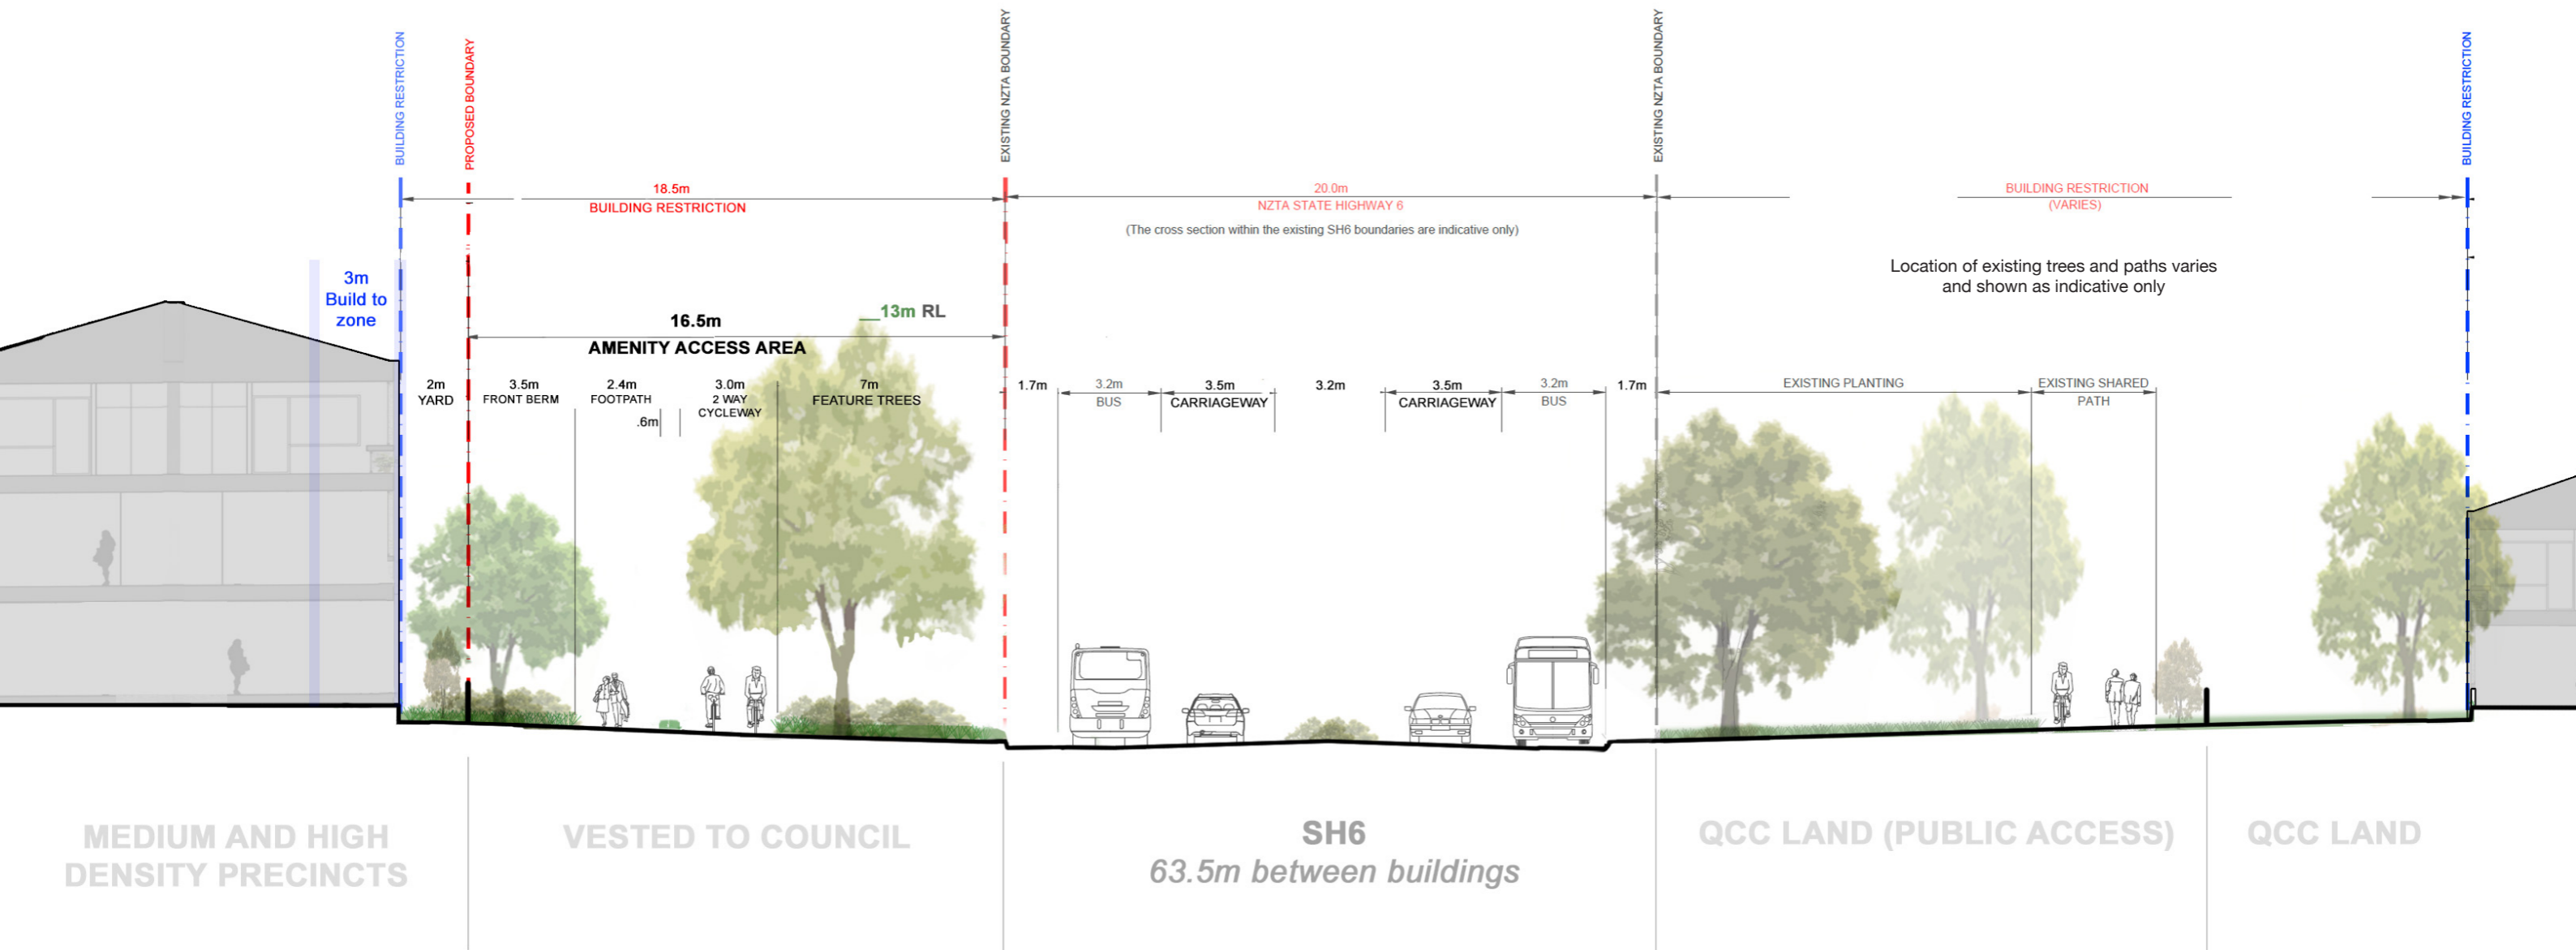 BUILDING RESTRICTION
PROPOSED BOUNDARY
EXISTING NZTA BOUNDARY
EXISTING NZTA BOUNDARY
BUILDING RESTRICTION
18.5m
BUILDING RESTRICTION
20.0m
NZTA STATE HIGHWAY 6
(The cross section within the existing SH6 boundaries are indicative only)
BUILDING RESTRICTION
(VARIES)
Location of existing trees and paths varies
and shown as indicative only
3m
Build to
zone
13m RL
16.5m
AMENITY ACCESS AREA
2m
YARD
3.5m
FRONT BERM
2.4m
FOOTPATH
.6m
3.0m
2 WAY
CYCLEWAY
7m
FEATURE TREES
1.7m
3.2m
BUS
3.5m
CARRIAGEWAY
3.2m
3.5m
CARRIAGEWAY
3.2m
BUS
1.7m
EXISTING PLANTING
EXISTING SHARED
PATH
MEDIUM AND HIGH
DENSITY PRECINCTS
VESTED TO COUNCIL
SH6
63.5m between buildings
QCC LAND (PUBLIC ACCESS)
QCC LAND